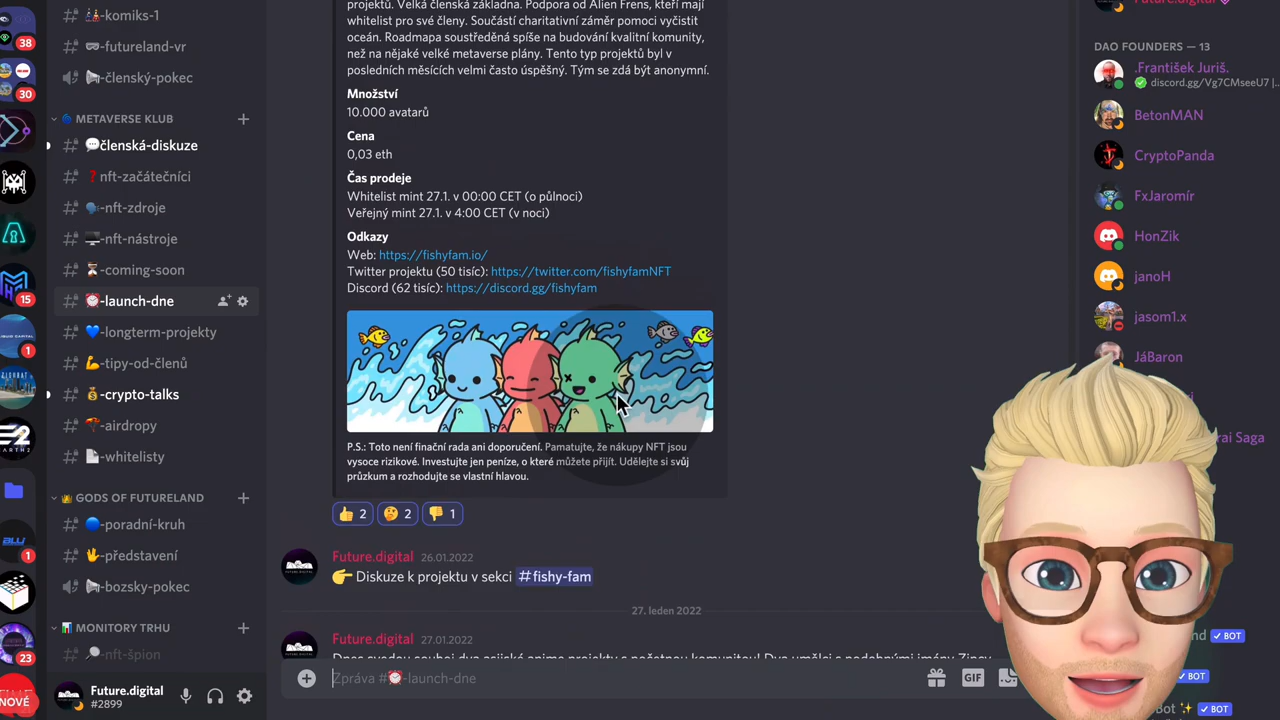 38
30
15
1
1
23
NOVÉ
-komiks-1
-futureland-vr
-členský-pokec
METAVERSE KLUB
členská-diskuze
nft-začátečníci
-nft-zdroje
-nft-nástroje
-coming-soon
-launch-dne
-longterm-projekty
-tipy-od-členů
-crypto-talks
-airdropy
-whitelisty
GODS OF FUTURELAND
-poradní-kruh
-představení
-bozsky-pokec
MONITORY TRHU
-nft-špion
Future.digital
#2899
projektů. Velká členská základna. Podpora od Alien Frens, kteří mají
whitelist pro své členy. Součástí charitativní záměr pomoci vyčistit
oceán. Roadmapa soustředěná spíše na budování kvalitní komunity,
než na nějaké velké metaverse plány. Tento typ projektů byl v
posledních měsících velmi často úspěšný. Tým se zdá být anonymní.
Množství
10.000 avatarů
Cena
0,03 eth
Čas prodeje
Whitelist mint 27.1. v 00:00 CET (o půlnoci)
Veřejný mint 27.1. v 4:00 CET (v noci)
Odkazy
Web: https://fishyfam.io/
Twitter projektu (50 tisíc): https://twitter.com/fishyfamNFT
Discord (62 tisíc): https://discord.gg/fishyfam
P.S.: Toto není finační rada ani doporučení. Pamatujte, že nákupy NFT jsou
vysoce rizikové. Investujte jen peníze, o které můžete přijít. Udělejte si svůj
průzkum a rozhodujte se vlastní hlavou.
2 2 1
Future.digital 26.01.2022
Diskuze k projektu v sekci #fishy-fam
27. leden 2022
Future.digital 27.01.2022
Zpráva #-launch-dne
GIF
DAO FOUNDERS — 13
.František Juriš.
discord.gg/Vg7CMseeU7 |
BetonMAN
CryptoPanda
FxJaromír
HonZik
janoH
jasom1.x
JáBaron
rai Saga
BOT
BOT
Bot BOT